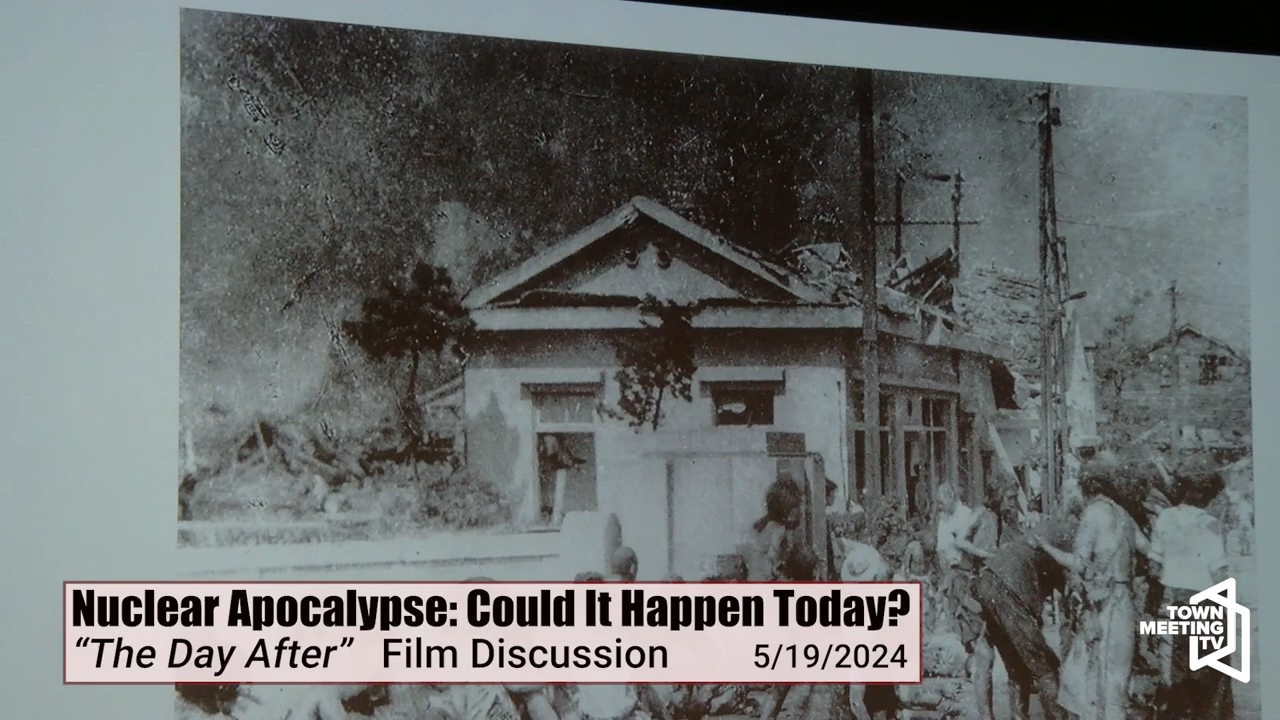 Nuclear Apocalypse: Could It Happen Today?
“The Day After” Film Discussion 5/19/2024
TOWN
MEETING
TV